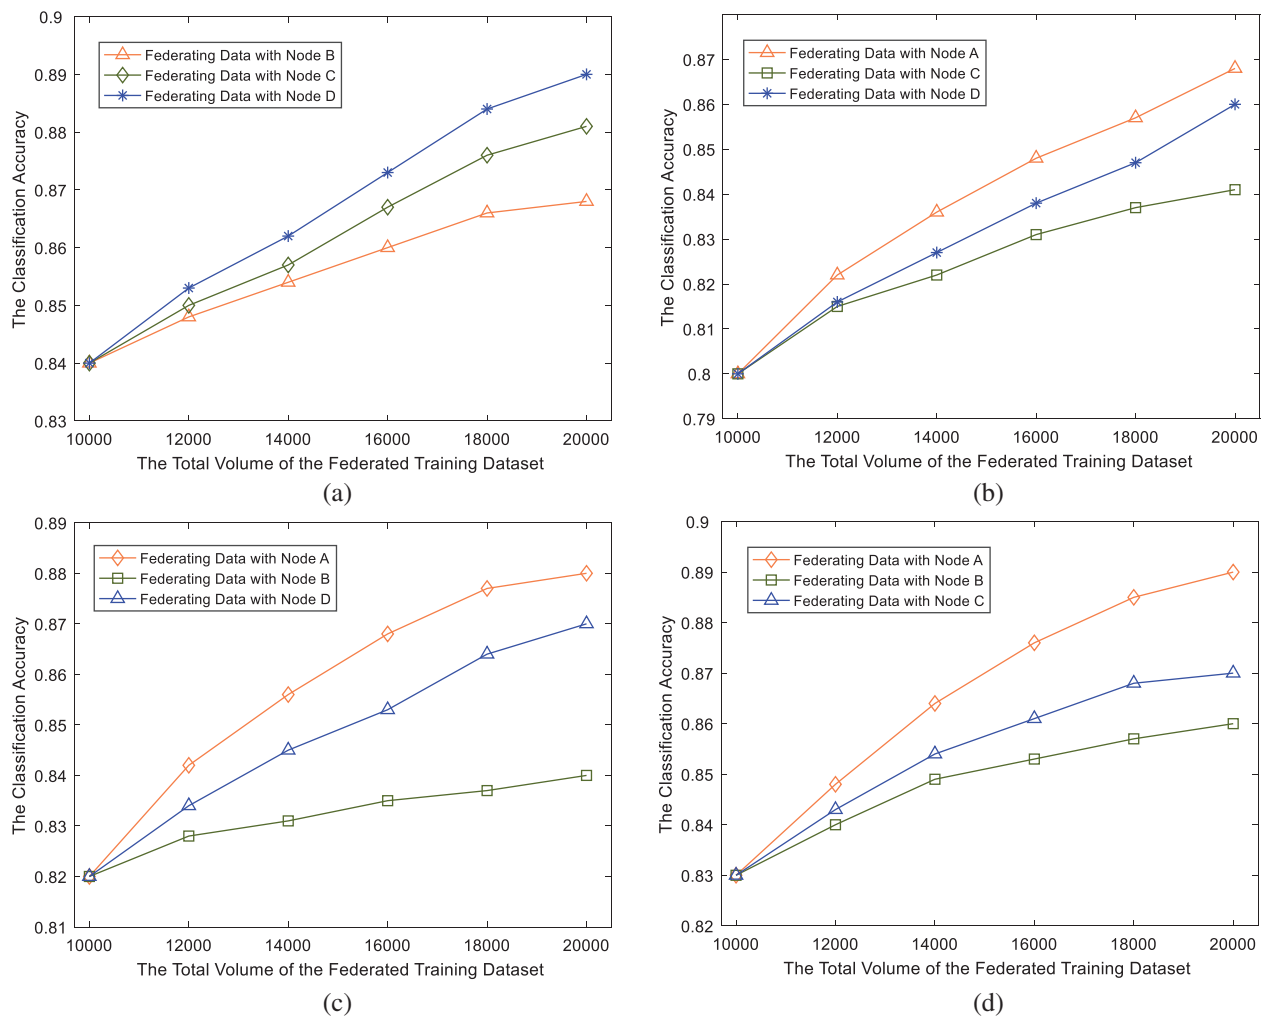 0.9
0.89
0.88
0.87
0.86
0.85
0.84
0.83
The Classification Accuracy
Federating Data with Node B
Federating Data with Node C
Federating Data with Node D
10000 12000 14000 16000 18000 20000
The Total Volume of the Federated Training Dataset
(a)
0.87
0.86
0.85
0.84
0.83
0.82
0.81
0.8
0.79
The Classification Accuracy
Federating Data with Node A
Federating Data with Node C
Federating Data with Node D
10000 12000 14000 16000 18000 20000
The Total Volume of the Federated Training Dataset
(b)
0.89
0.88
0.87
0.86
0.85
0.84
0.83
0.82
0.81
The Classification Accuracy
Federating Data with Node A
Federating Data with Node B
Federating Data with Node D
10000 12000 14000 16000 18000 20000
The Total Volume of the Federated Training Dataset
(c)
0.9
0.89
0.88
0.87
0.86
0.85
0.84
0.83
0.82
The Classification Accuracy
Federating Data with Node A
Federating Data with Node B
Federating Data with Node C
10000 12000 14000 16000 18000 20000
The Total Volume of the Federated Training Dataset
(d)